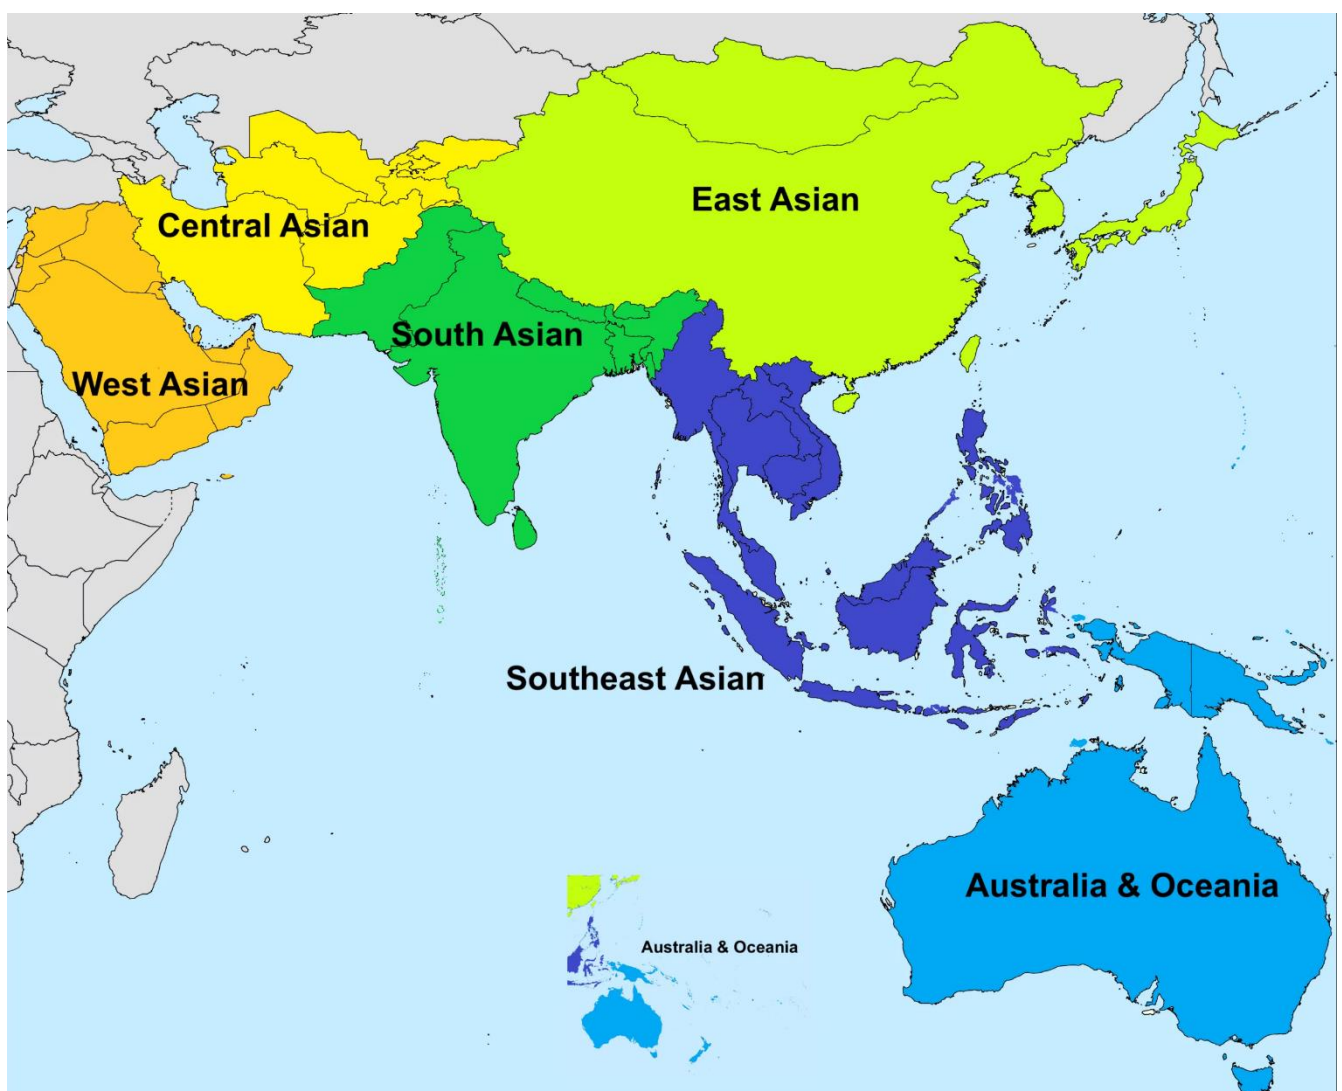 East Asian
Central Asian
South Asian
West Asian
Southeast Asian
Australia & Oceania
Australia & Oceania